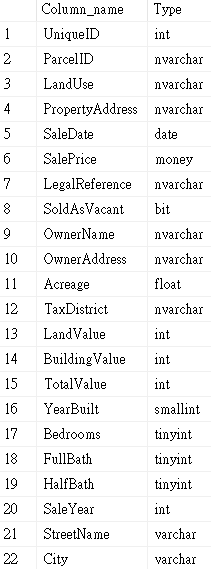 Column_name Type
1 UniqueID int
2 ParcelID nvarchar
3 LandUse nvarchar
4 PropertyAddress nvarchar
5 SaleDate date
6 SalePrice money
7 LegalReference nvarchar
8 SoldAsVacant bit
9 OwnerName nvarchar
10 OwnerAddress nvarchar
11 Acreage float
12 TaxDistrict nvarchar
13 LandValue int
14 BuildingValue int
15 TotalValue int
16 YearBuilt smallint
17 Bedrooms tinyint
18 FullBath tinyint
19 HalfBath tinyint
20 SaleYear int
21 StreetName varchar
22 City varchar